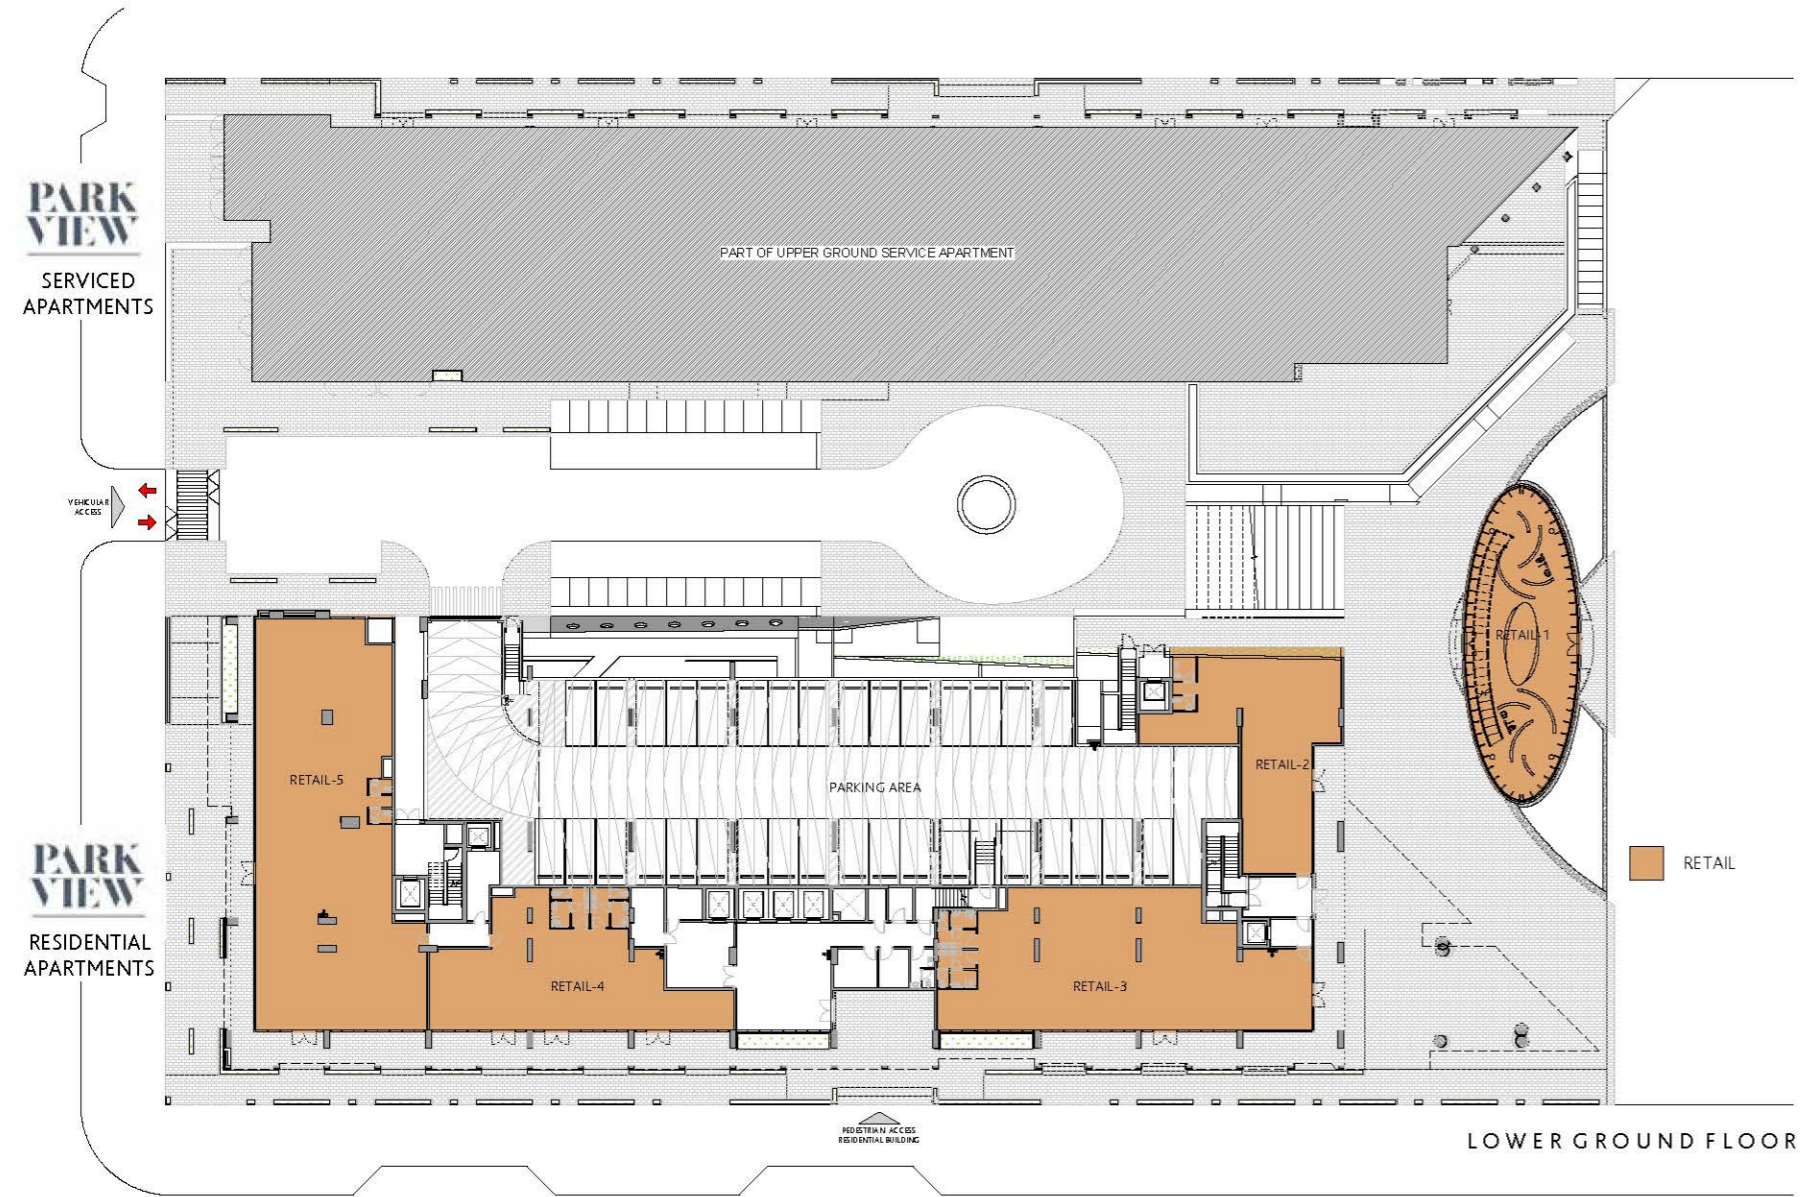 PARK
VIEW
SERVICED
APARTMENTS
PART OF UPPER GROUND SERVICE APARTMENT
VEHICULAR
ACCESS
RETAIL-1
RETAIL-2
RETAIL-5
PARKING AREA
PARK
VIEW
RESIDENTIAL
APARTMENTS
RETAIL
RETAIL-4
RETAIL-3
PEDESTRIAN ACCESS
RESIDENTIAL BUILDING
LOWER GROUND FLOOR